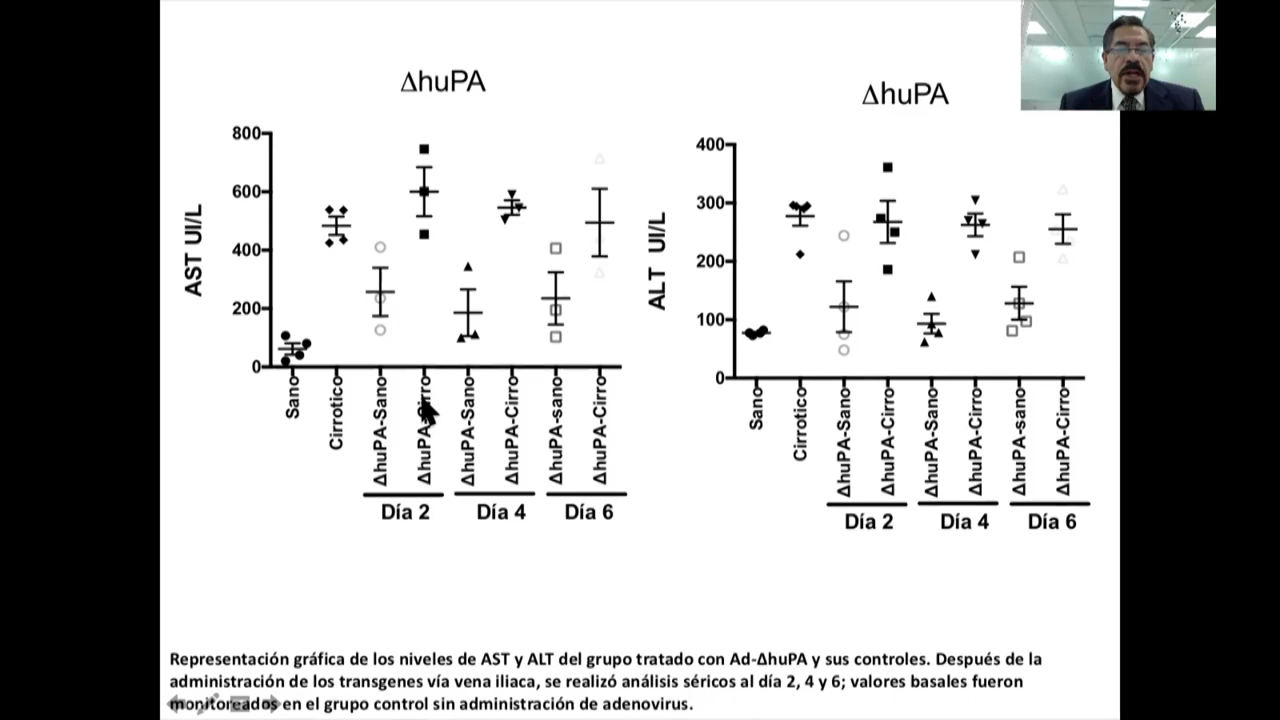 ΔhuPA
800
600
400
200
0
AST UI/L
Sano
Cirrotico
ΔhuPA-Sano
ΔhuPA-Cirro
ΔhuPA-Sano
ΔhuPA-Cirro
ΔhuPA-sano
ΔhuPA-Cirro
Día 2
Día 4
Día 6
ΔhuPA
400
300
200
100
0
ALT UI/L
Sano
Cirrotico
ΔhuPA-Sano
ΔhuPA-Cirro
ΔhuPA-Sano
ΔhuPA-Cirro
ΔhuPA-sano
ΔhuPA-Cirro
Día 2
Día 4
Día 6
Representación gráfica de los niveles de AST y ALT del grupo tratado con Ad-ΔhuPA y sus controles. Después de la
administración de los transgenes vía vena iliaca, se realizó análisis séricos al día 2, 4 y 6; valores basales fueron
monitoreados en el grupo control sin administración de adenovirus.